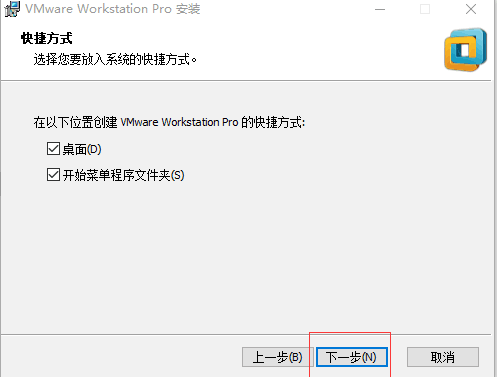 VMware Workstation Pro 安装
快捷方式
选择您要放入系统的快捷方式。
在以下位置创建 VMware Workstation Pro 的快捷方式:
桌面(D)
开始菜单程序文件夹(S)
上一步(B) 下一步(N) 取消